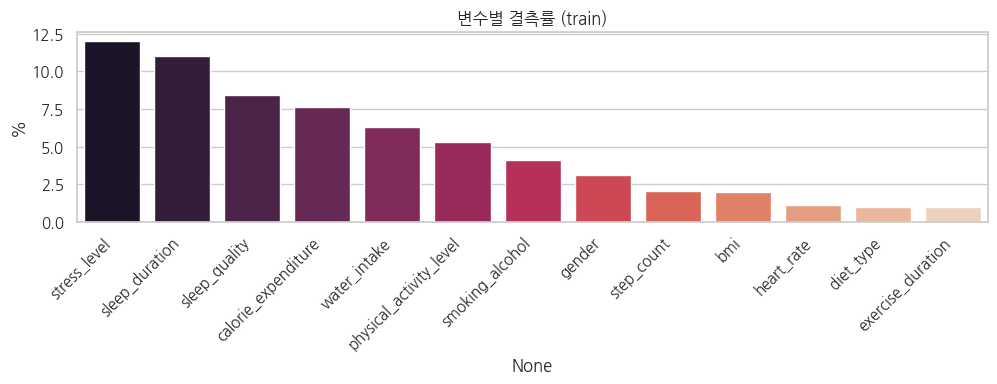 변수별 결측률 (train)
%
12.5
10.0
7.5
5.0
2.5
0.0
stress_level
sleep_duration
sleep_quality
calorie_expenditure
water_intake
physical_activity_level
smoking_alcohol
gender
step_count
bmi
heart_rate
diet_type
exercise_duration
None